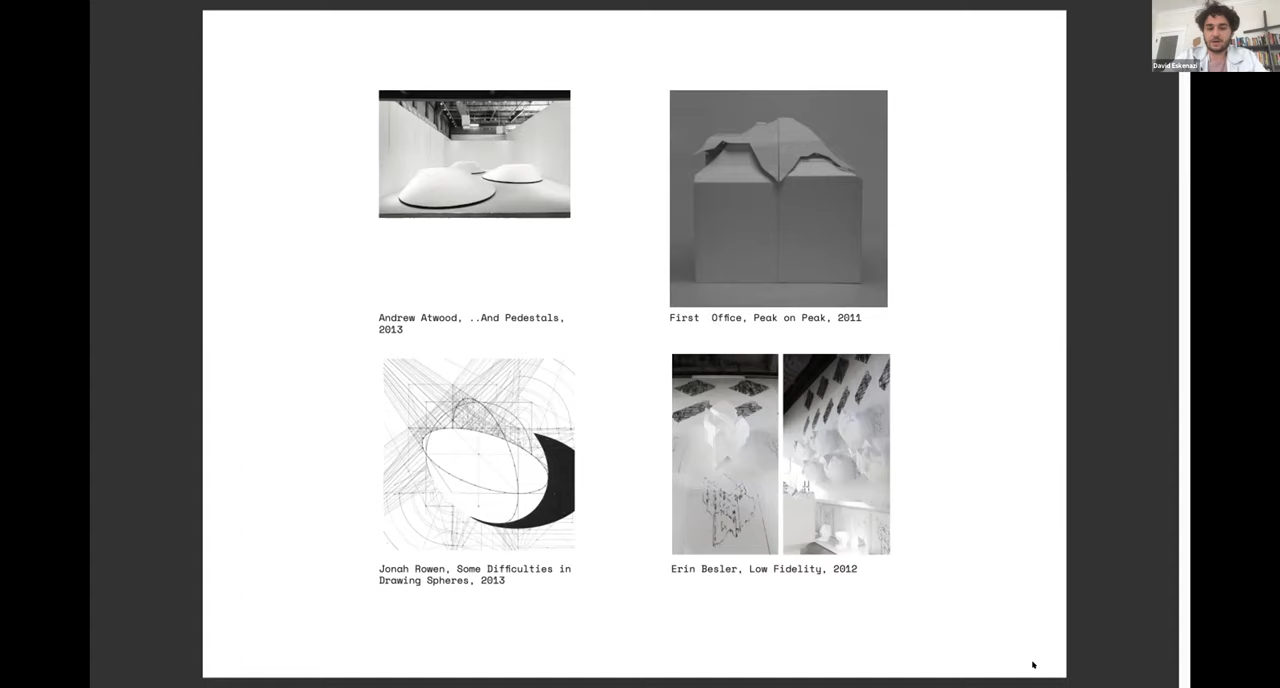 David Eskenazi
Andrew Atwood, ..And Pedestals,
2013
First Office, Peak on Peak, 2011
Jonah Rowen, Some Difficulties in
Drawing Spheres, 2013
Erin Besler, Low Fidelity, 2012